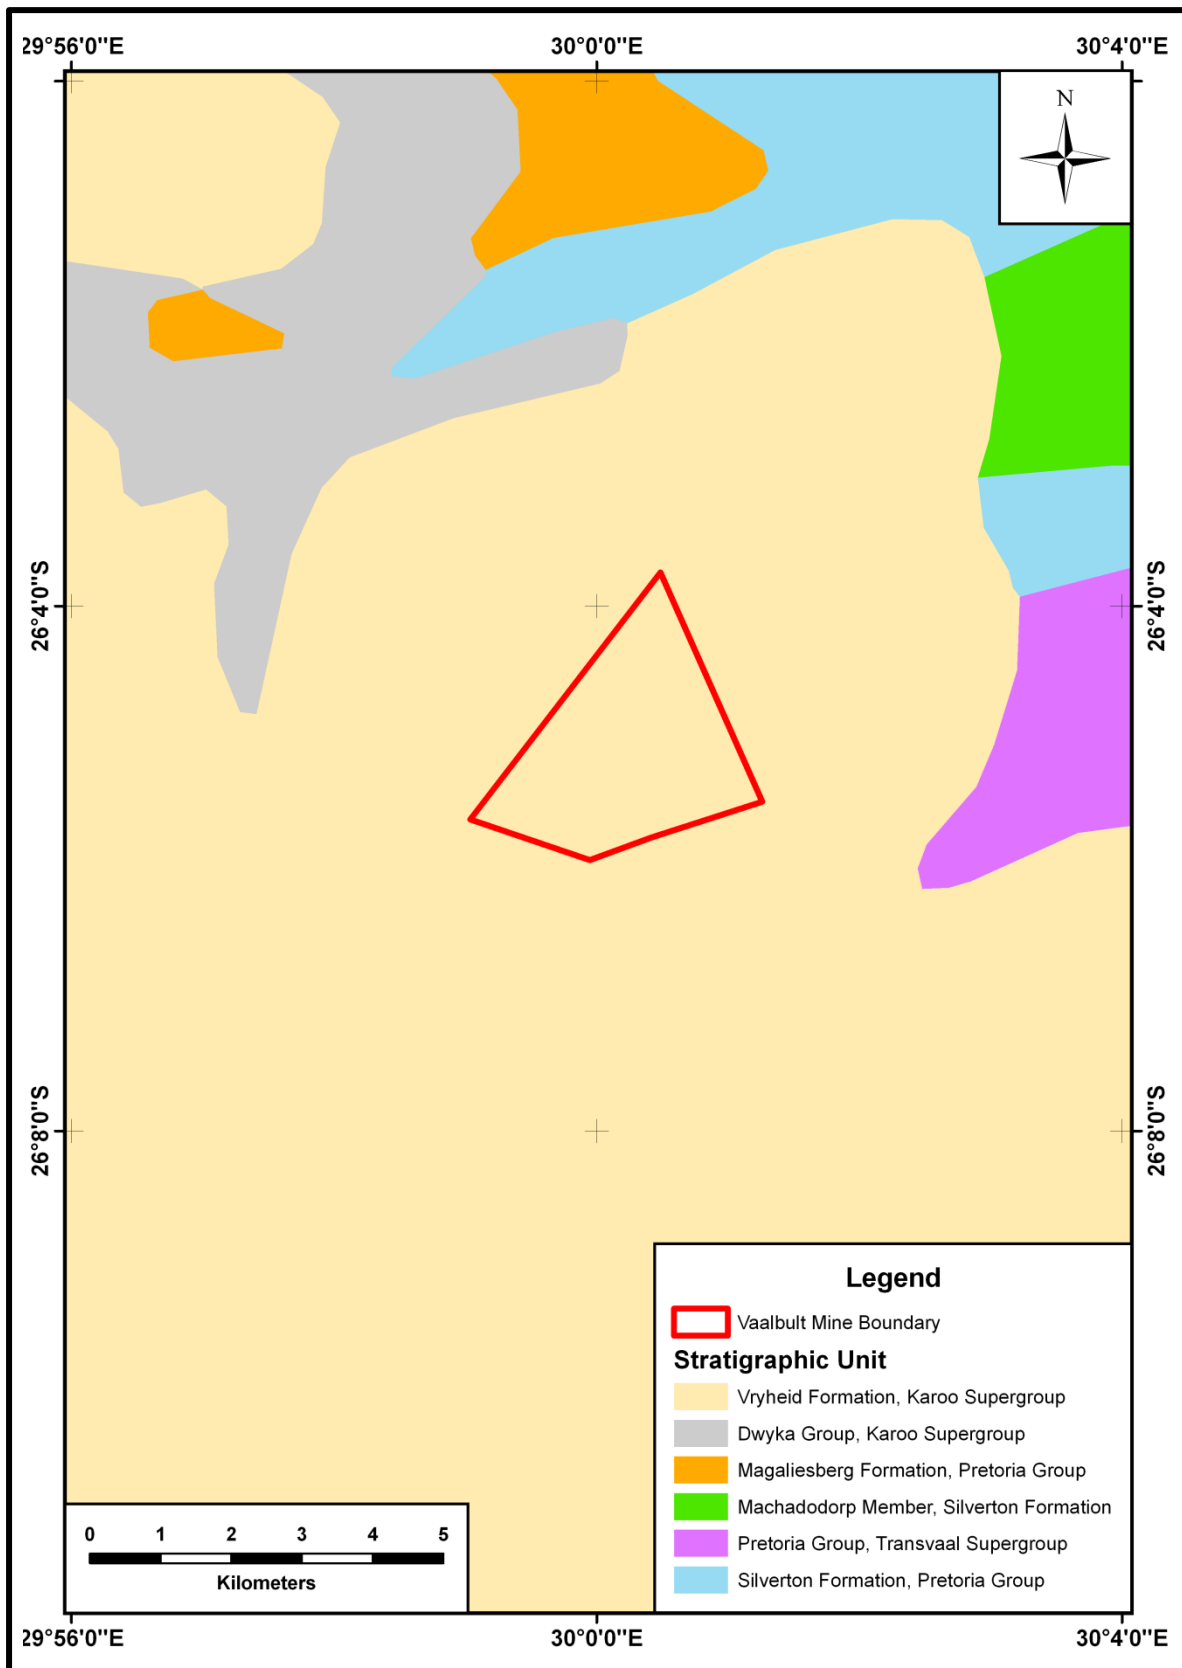 29°56'0"E 30°0'0"E 30°4'0"E
N
26°4'0"S 26°4'0"S
26°8'0"S 26°8'0"S
Legend
Vaalbult Mine Boundary
Stratigraphic Unit
Vryheid Formation, Karoo Supergroup
Dwyka Group, Karoo Supergroup
Magaliesberg Formation, Pretoria Group
Machadodorp Member, Silverton Formation
Pretoria Group, Transvaal Supergroup
Silverton Formation, Pretoria Group
0 1 2 3 4 5
Kilometers
29°56'0"E 30°0'0"E 30°4'0"E